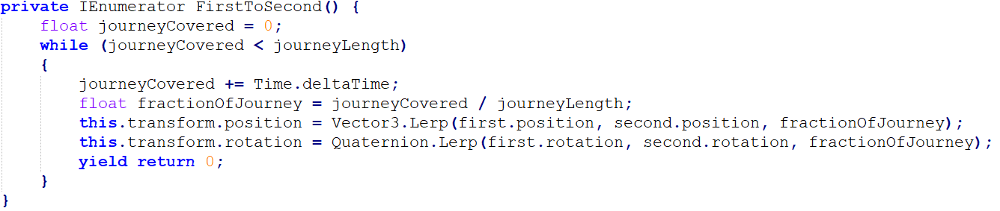 private IEnumerator FirstToSecond() {
    float journeyCovered = 0;
    while (journeyCovered < journeyLength)
    {
        journeyCovered += Time.deltaTime;
        float fractionOfJourney = journeyCovered / journeyLength;
        this.transform.position = Vector3.Lerp(first.position, second.position, fractionOfJourney);
        this.transform.rotation = Quaternion.Lerp(first.rotation, second.rotation, fractionOfJourney);
        yield return 0;
    }
}